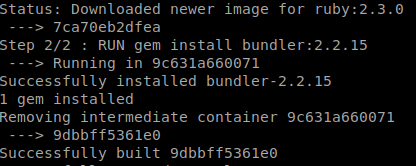 Status: Downloaded newer image for ruby:2.3.0
---> 7ca70eb2dfea
Step 2/2 : RUN gem install bundler:2.2.15
---> Running in 9c631a660071
Successfully installed bundler-2.2.15
1 gem installed
Removing intermediate container 9c631a660071
---> 9dbbff5361e0
Successfully built 9dbbff5361e0